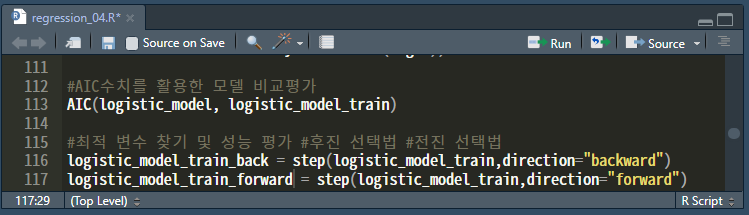 regression_04.R*
Source on Save
Run
Source
111
112 #AIC수치를 활용한 모델 비교평가
113 AIC(logistic_model, logistic_model_train)
114
115 #최적 변수 찾기 및 성능 평가 #후진 선택법 #전진 선택법
116 logistic_model_train_back = step(logistic_model_train,direction="backward")
117 logistic_model_train_forward = step(logistic_model_train,direction="forward")
117:29
(Top Level)
R Script